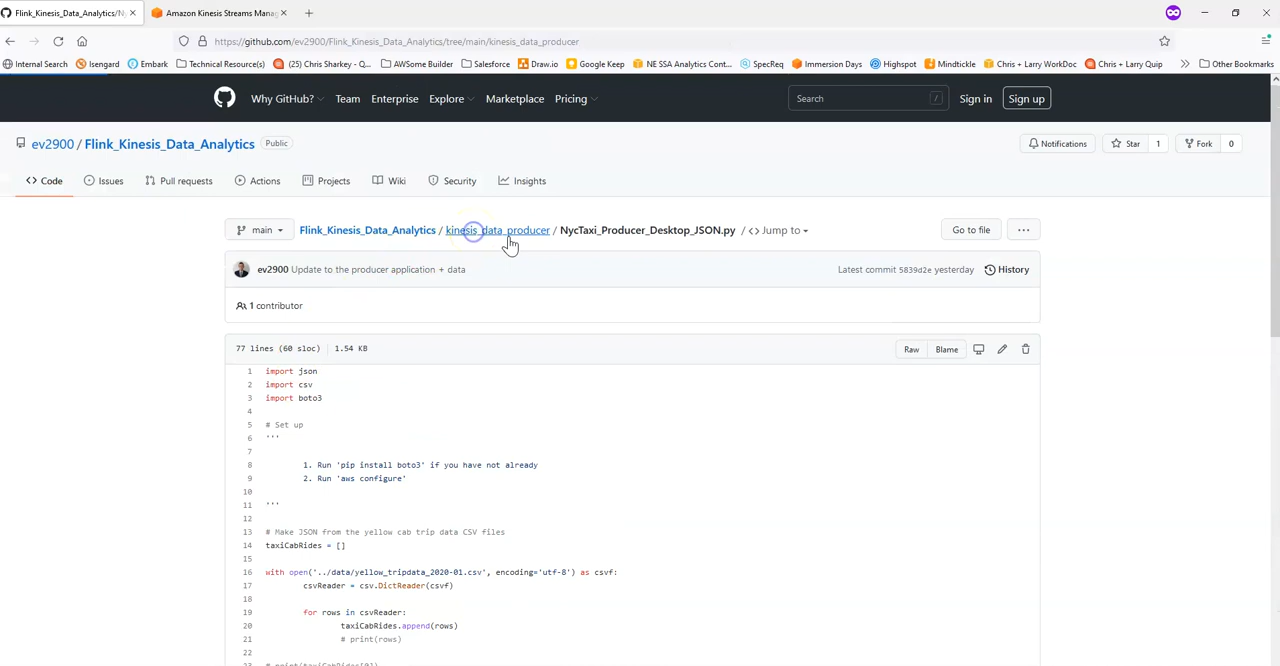 Flink_Kinesis_Data_Analytics/Ny
Amazon Kinesis Streams Mana
https://github.com/ev2900/Flink_Kinesis_Data_Analytics/tree/main/kinesis_data_producer
Internal Search Isengard Embark Technical Resource(s) (25) Chris Sharkey - Q... AWSome Builder Salesforce Draw.io Google Keep NE SSA Analytics Cont... SpecReq Immersion Days Highspot Mindtickle Chris + Larry WorkDoc Chris + Larry Quip Other Bookmarks
Why GitHub? Team Enterprise Explore Marketplace Pricing Search / Sign in Sign up
ev2900 / Flink_Kinesis_Data_Analytics Public Notifications Star 1 Fork 0
Code Issues Pull requests Actions Projects Wiki Security Insights
main Flink_Kinesis_Data_Analytics / kinesis_data_producer / NycTaxi_Producer_Desktop_JSON.py / Jump to Go to file ...
ev2900 Update to the producer application + data Latest commit 5839d2e yesterday History
1 contributor
77 lines (60 sloc) 1.54 KB Raw Blame
1 import json
2 import csv
3 import boto3
4
5 # Set up
6 '''
7
8 1. Run 'pip install boto3' if you have not already
9 2. Run 'aws configure'
10
11 '''
12
13 # Make JSON from the yellow cab trip data CSV files
14 taxiCabRides = []
15
16 with open('../data/yellow_tripdata_2020-01.csv', encoding='utf-8') as csvf:
17 csvReader = csv.DictReader(csvf)
18
19 for rows in csvReader:
20 taxiCabRides.append(rows)
21 # print(rows)
22
23 # print(taxiCabRides[0])